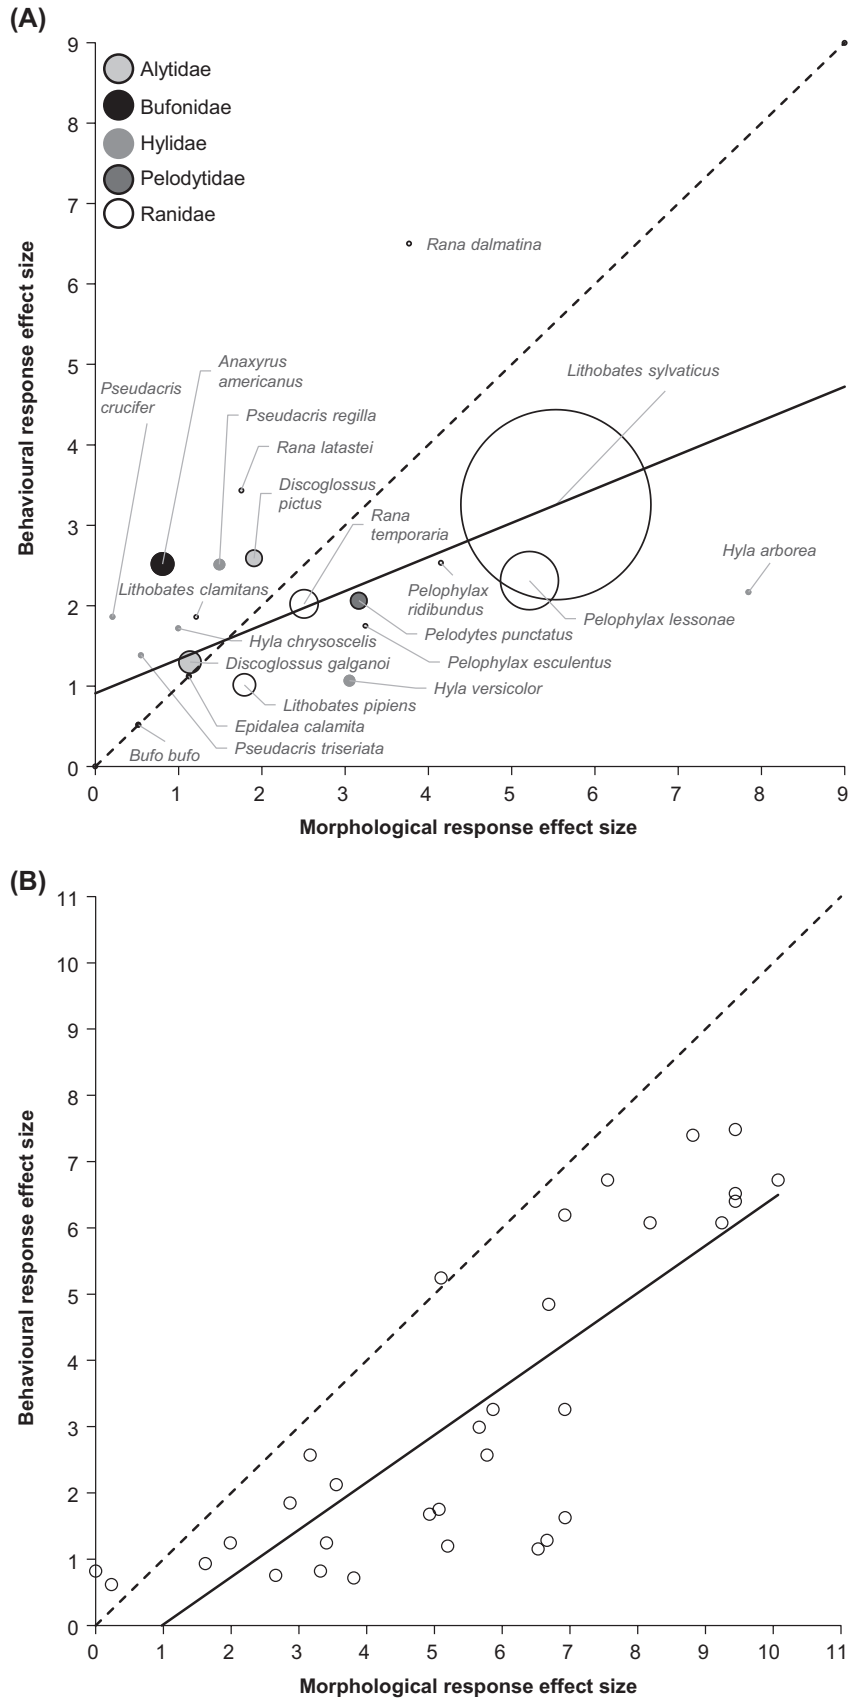 (A)
9
8
7
6
5
4
3
2
1
0
Behavioural response effect size
Alytidae
Bufonidae
Hylidae
Pelodytidae
Ranidae
Rana dalmatina
Anaxyrus
americanus
Pseudacris
crucifer
Pseudacris regilla
Rana latastei
Discoglossus
pictus
Rana
temporaria
Lithobates sylvaticus
Hyla arborea
Lithobates clamitans
Pelophylax
ridibundus
Pelophylax lessonae
Pelodytes punctatus
Hyla chrysoscelis
Discoglossus galganoi
Pelophylax esculentus
Hyla versicolor
Lithobates pipiens
Epidalea calamita
Pseudacris triseriata
Bufo bufo
0 1 2 3 4 5 6 7 8 9
Morphological response effect size
(B)
11
10
9
8
7
6
5
4
3
2
1
0
Behavioural response effect size
0 1 2 3 4 5 6 7 8 9 10 11
Morphological response effect size